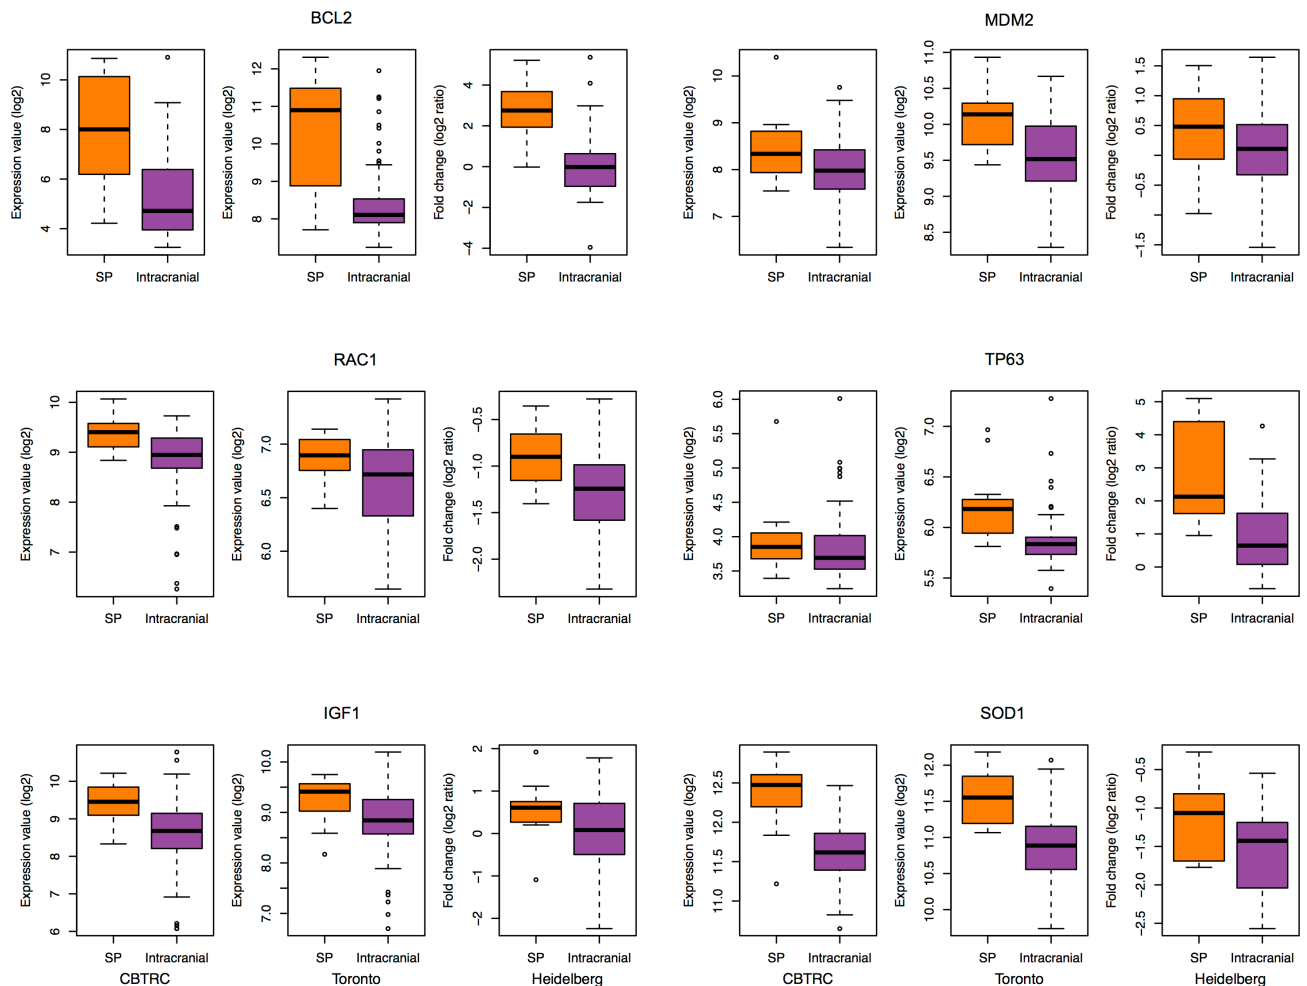 BCL2
MDM2
Expression value (log2)
4
6
8
10
SP
Intracranial
Expression value (log2)
8
9
10
11
12
SP
Intracranial
Fold change (log2 ratio)
−4
−2
0
2
4
SP
Intracranial
Expression value (log2)
7
8
9
10
SP
Intracranial
Expression value (log2)
8.5
9.0
9.5
10.0
10.5
11.0
SP
Intracranial
Fold change (log2 ratio)
−1.5
−0.5
0.5
1.0
1.5
SP
Intracranial
RAC1
TP63
Expression value (log2)
7
8
9
10
SP
Intracranial
Expression value (log2)
6.0
6.5
7.0
SP
Intracranial
Fold change (log2 ratio)
−2.0
−1.5
−1.0
−0.5
SP
Intracranial
Expression value (log2)
3.5
4.0
4.5
5.0
5.5
6.0
SP
Intracranial
Expression value (log2)
5.5
6.0
6.5
7.0
SP
Intracranial
Fold change (log2 ratio)
0
1
2
3
4
5
SP
Intracranial
IGF1
SOD1
Expression value (log2)
6
7
8
9
10
SP
Intracranial
CBTRC
Expression value (log2)
7.0
8.0
9.0
10.0
SP
Intracranial
Toronto
Fold change (log2 ratio)
−2
−1
0
1
2
SP
Intracranial
Heidelberg
Expression value (log2)
11.0
11.5
12.0
12.5
SP
Intracranial
CBTRC
Expression value (log2)
10.0
10.5
11.0
11.5
12.0
SP
Intracranial
Toronto
Fold change (log2 ratio)
−2.5
−2.0
−1.5
−1.0
−0.5
SP
Intracranial
Heidelberg